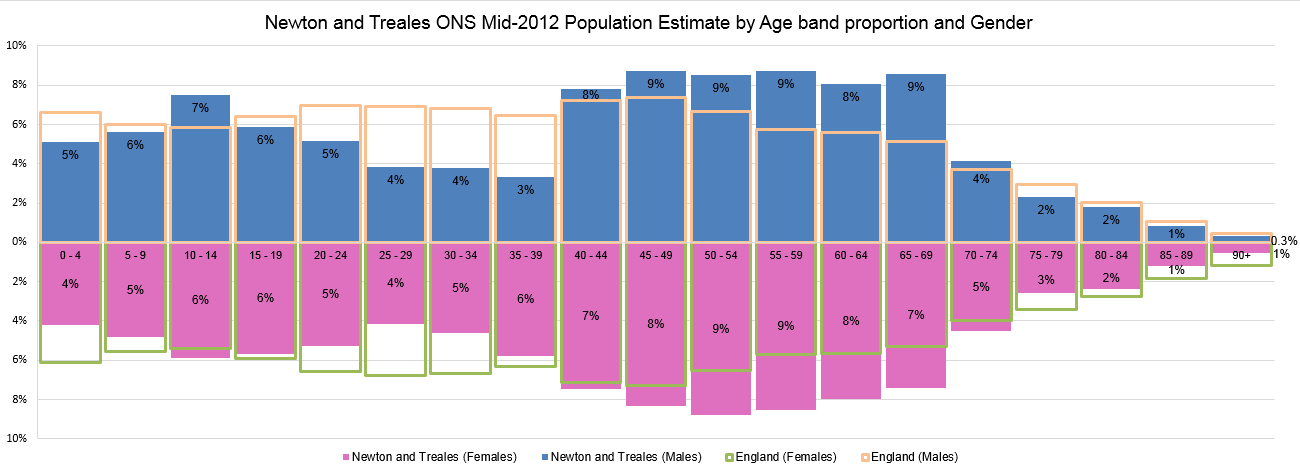 Newton and Treales ONS Mid-2012 Population Estimate by Age band proportion and Gender
10%
8%
6%
4%
2%
0%
2%
4%
6%
8%
10%
5% 6% 7% 6% 5% 4% 4% 3% 8% 9% 9% 9% 8% 9% 4% 2% 2% 1% 0.3%
0 - 4 5 - 9 10 - 14 15 - 19 20 - 24 25 - 29 30 - 34 35 - 39 40 - 44 45 - 49 50 - 54 55 - 59 60 - 64 65 - 69 70 - 74 75 - 79 80 - 84 85 - 89 90+
4% 5% 6% 6% 5% 4% 5% 6% 7% 8% 9% 9% 8% 7% 5% 3% 2% 1% 1%
Newton and Treales (Females) Newton and Treales (Males) England (Females) England (Males)